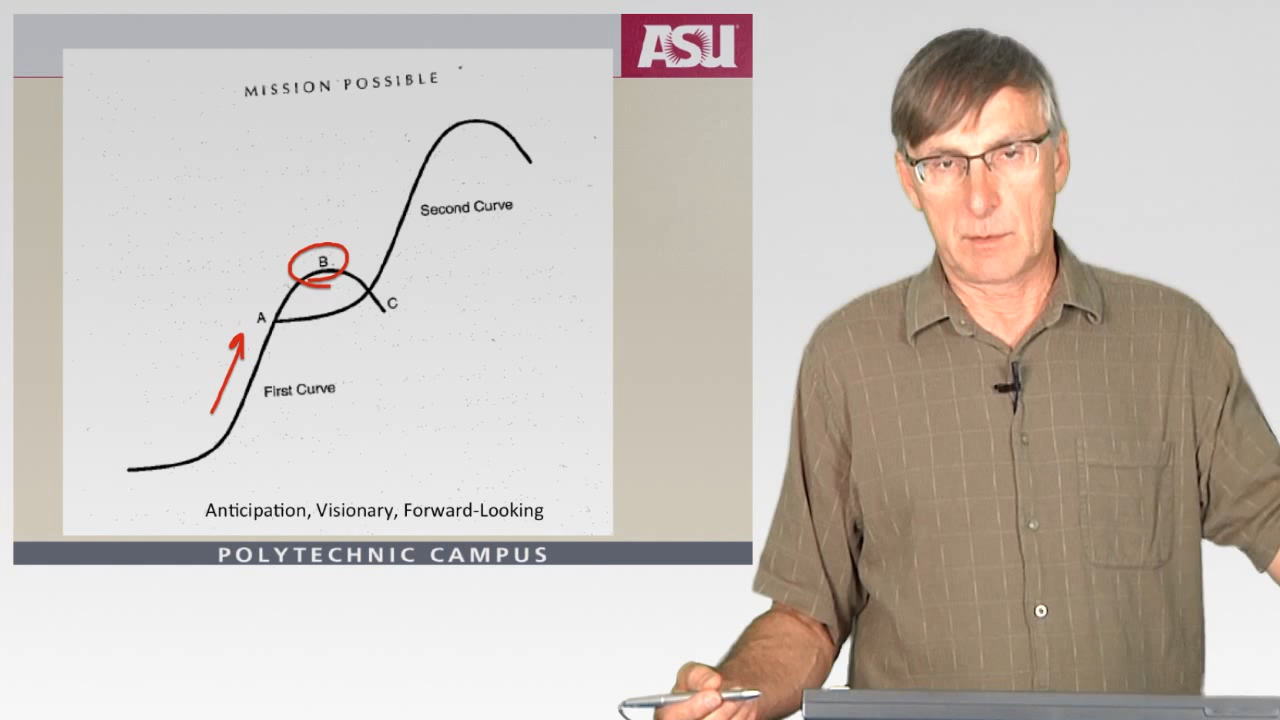 ASU
MISSION POSSIBLE
Second Curve
B
A
C
First Curve
Anticipation, Visionary, Forward-Looking
POLYTECHNIC CAMPUS